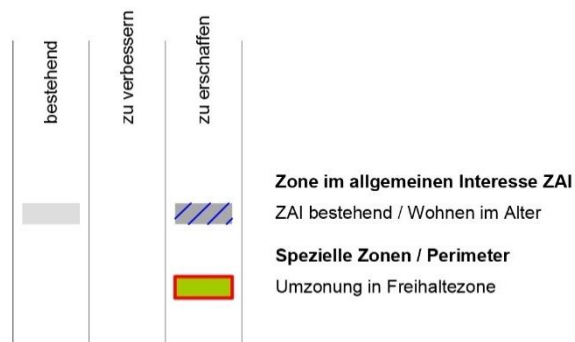 bestehend
zu verbessern
zu erschaffen
Zone im allgemeinen Interesse ZAI
ZAI bestehend / Wohnen im Alter
Spezielle Zonen / Perimeter
Umzonung in Freihaltezone